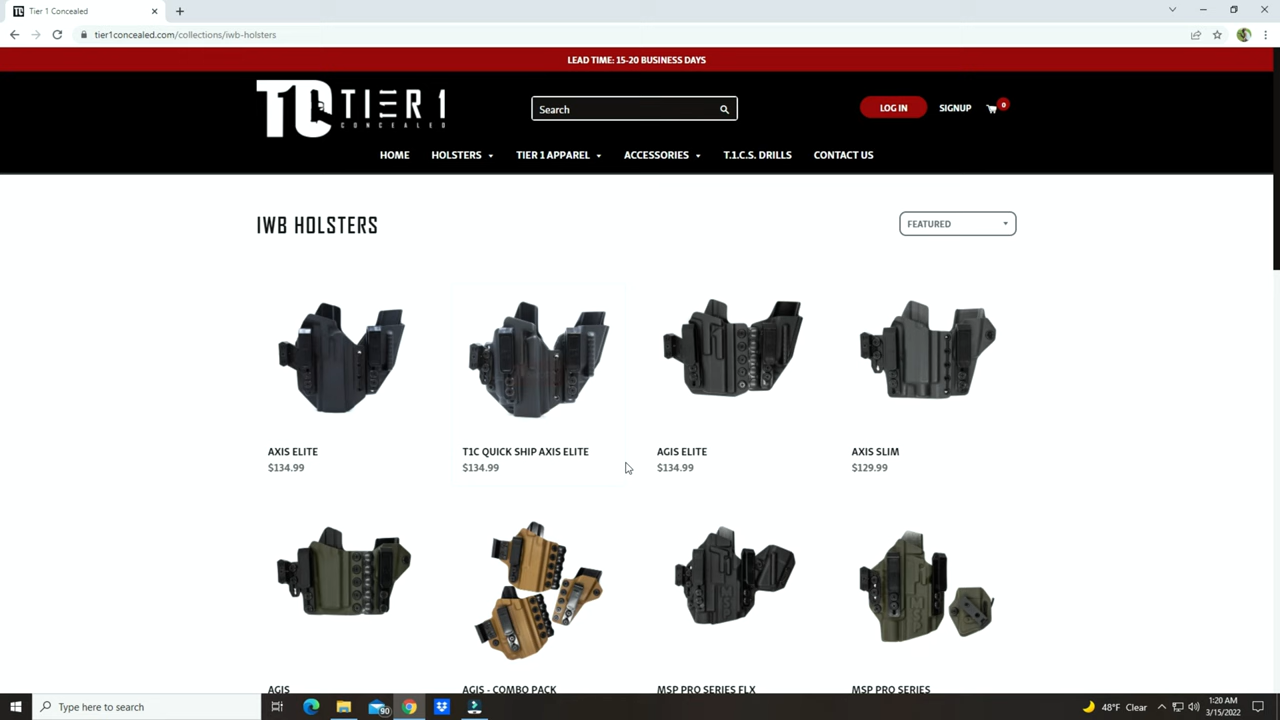 Tier 1 Concealed
tier1concealed.com/collections/iwb-holsters
LEAD TIME: 15-20 BUSINESS DAYS
T1C TIER 1
CONCEALED
Search
LOG IN
SIGNUP
0
HOME
HOLSTERS
TIER 1 APPAREL
ACCESSORIES
T.1.C.S. DRILLS
CONTACT US
IWB HOLSTERS
FEATURED
AXIS ELITE
$134.99
T1C QUICK SHIP AXIS ELITE
$134.99
AGIS ELITE
$134.99
AXIS SLIM
$129.99
AGIS
AGIS - COMBO PACK
MSP PRO SERIES FLX
MSP PRO SERIES
Type here to search
90
48°F Clear
1:20 AM
3/15/2022